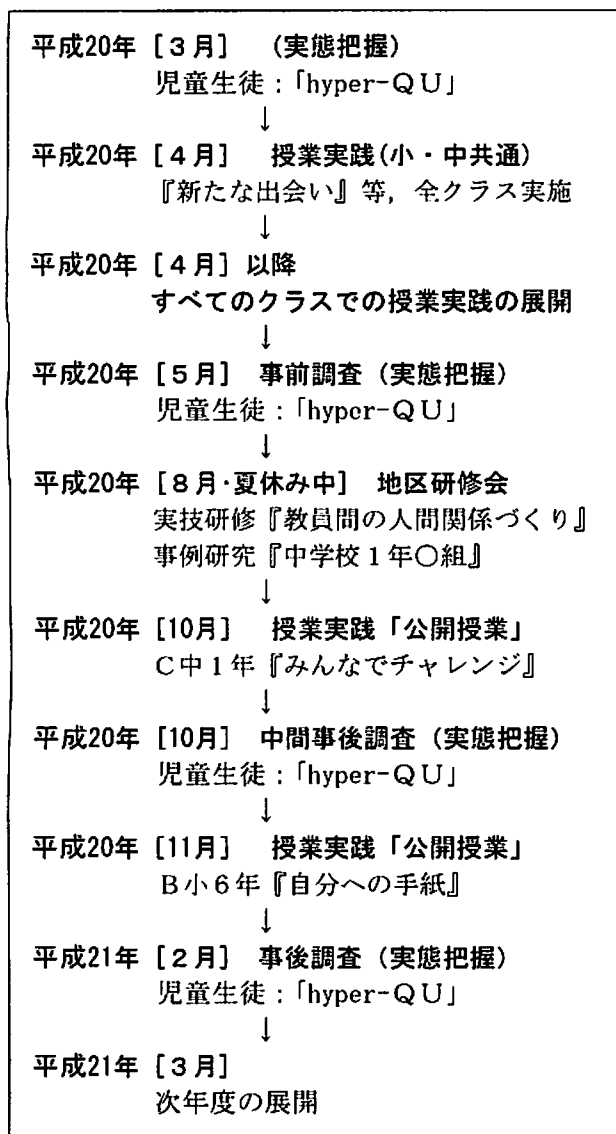 平成20年 [3月] (実態把握)
児童生徒:「hyper-QU」
↓
平成20年 [4月] 授業実践(小・中共通)
『新たな出会い』等,全クラス実施
↓
平成20年 [4月] 以降
すべてのクラスでの授業実践の展開
↓
平成20年 [5月] 事前調査(実態把握)
児童生徒:「hyper-QU」
↓
平成20年 [8月・夏休み中] 地区研修会
実技研修『教員間の人間関係づくり』
事例研究『中学校1年〇組』
↓
平成20年 [10月] 授業実践「公開授業」
C中1年『みんなでチャレンジ』
↓
平成20年 [10月] 中間事後調査(実態把握)
児童生徒:「hyper-QU」
↓
平成20年 [11月] 授業実践「公開授業」
B小6年『自分への手紙』
↓
平成21年 [2月] 事後調査(実態把握)
児童生徒:「hyper-QU」
↓
平成21年 [3月]
次年度の展開